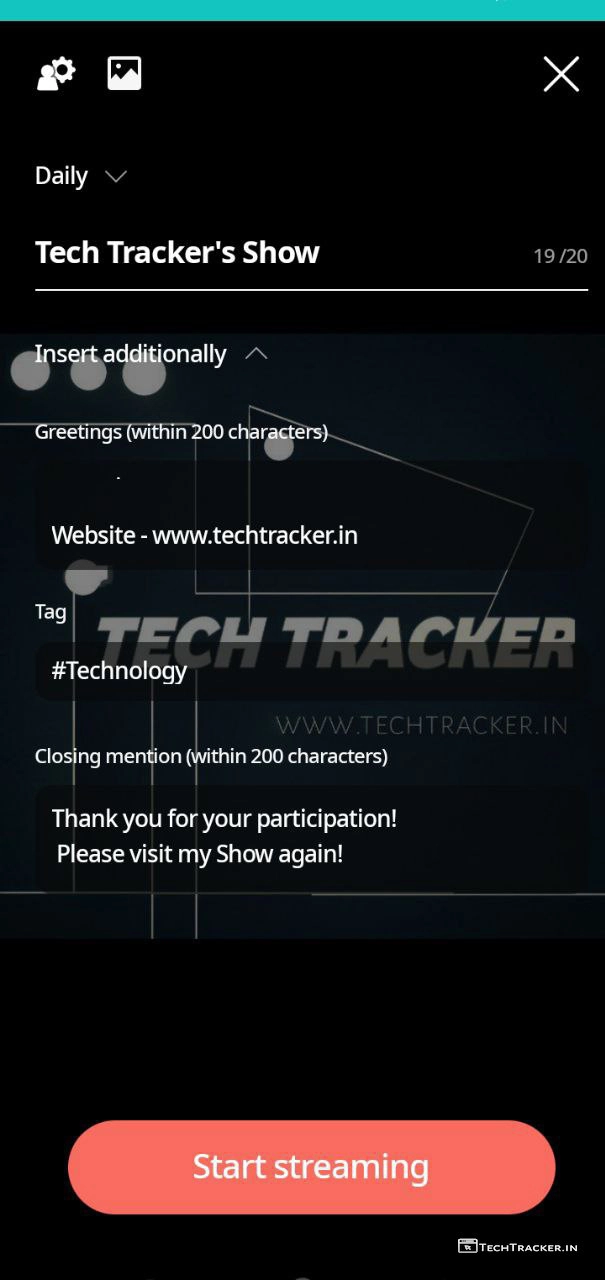 Daily
Tech Tracker's Show
19 /20
Insert additionally
Greetings (within 200 characters)
Website - www.techtracker.in
Tag
TECH TRACKER
#Technology
WWW.TECHTRACKER.IN
Closing mention (within 200 characters)
Thank you for your participation!
Please visit my Show again!
Start streaming
TECHTRACKER.IN